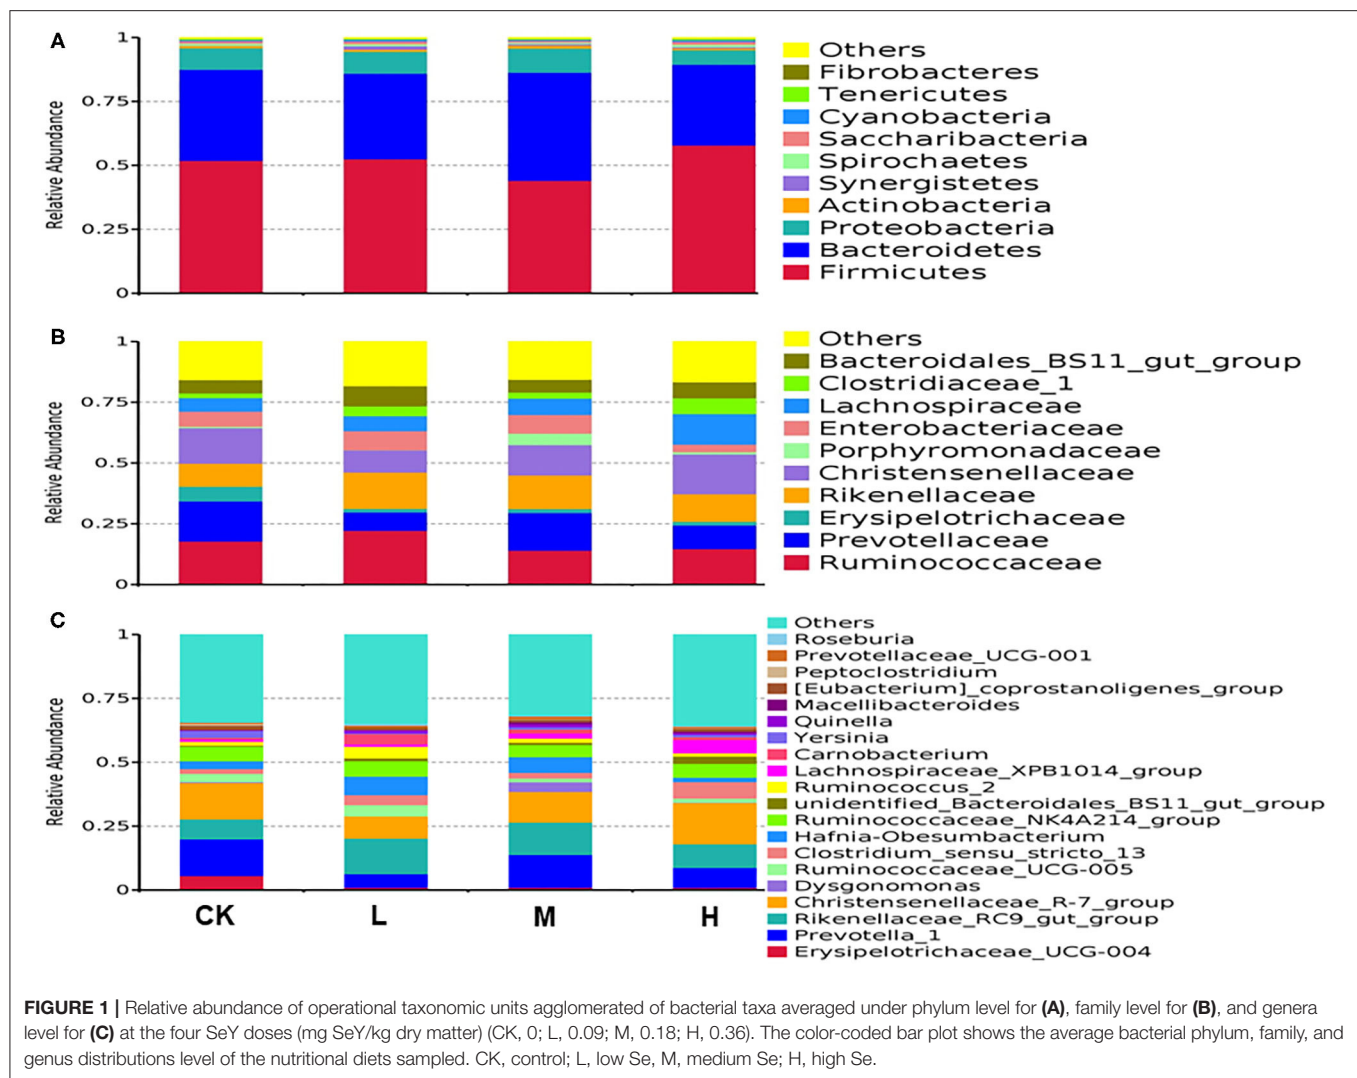 A
1
0.75
0.5
0.25
0
Relative Abundance
Others
Fibrobacteres
Tenericutes
Cyanobacteria
Saccharibacteria
Spirochaetes
Synergistetes
Actinobacteria
Proteobacteria
Bacteroidetes
Firmicutes
B
1
0.75
0.5
0.25
0
Relative Abundance
Others
Bacteroidales_BS11_gut_group
Clostridiaceae_1
Lachnospiraceae
Enterobacteriaceae
Porphyromonadaceae
Christensenellaceae
Rikenellaceae
Erysipelotrichaceae
Prevotellaceae
Ruminococcaceae
C
1
0.75
0.5
0.25
0
Relative Abundance
Others
Roseburia
Prevotellaceae_UCG-001
Peptoclostridium
[Eubacterium]_coprostanoligenes_group
Macellibacteroides
Quinella
Yersinia
Carnobacterium
Lachnospiraceae_XPB1014_group
Ruminococcus_2
unidentified_Bacteroidales_BS11_gut_group
Ruminococcaceae_NK4A214_group
Hafnia-Obesumbacterium
Clostridium_sensu_stricto_13
Ruminococcaceae_UCG-005
Dysgonomonas
Christensenellaceae_R-7_group
Rikenellaceae_RC9_gut_group
Prevotella_1
Erysipelotrichaceae_UCG-004
CK L M H
FIGURE 1 | Relative abundance of operational taxonomic units agglomerated of bacterial taxa averaged under phylum level for (A), family level for (B), and genera
level for (C) at the four SeY doses (mg SeY/kg dry matter) (CK, 0; L, 0.09; M, 0.18; H, 0.36). The color-coded bar plot shows the average bacterial phylum, family, and
genus distributions level of the nutritional diets sampled. CK, control; L, low Se, M, medium Se; H, high Se.